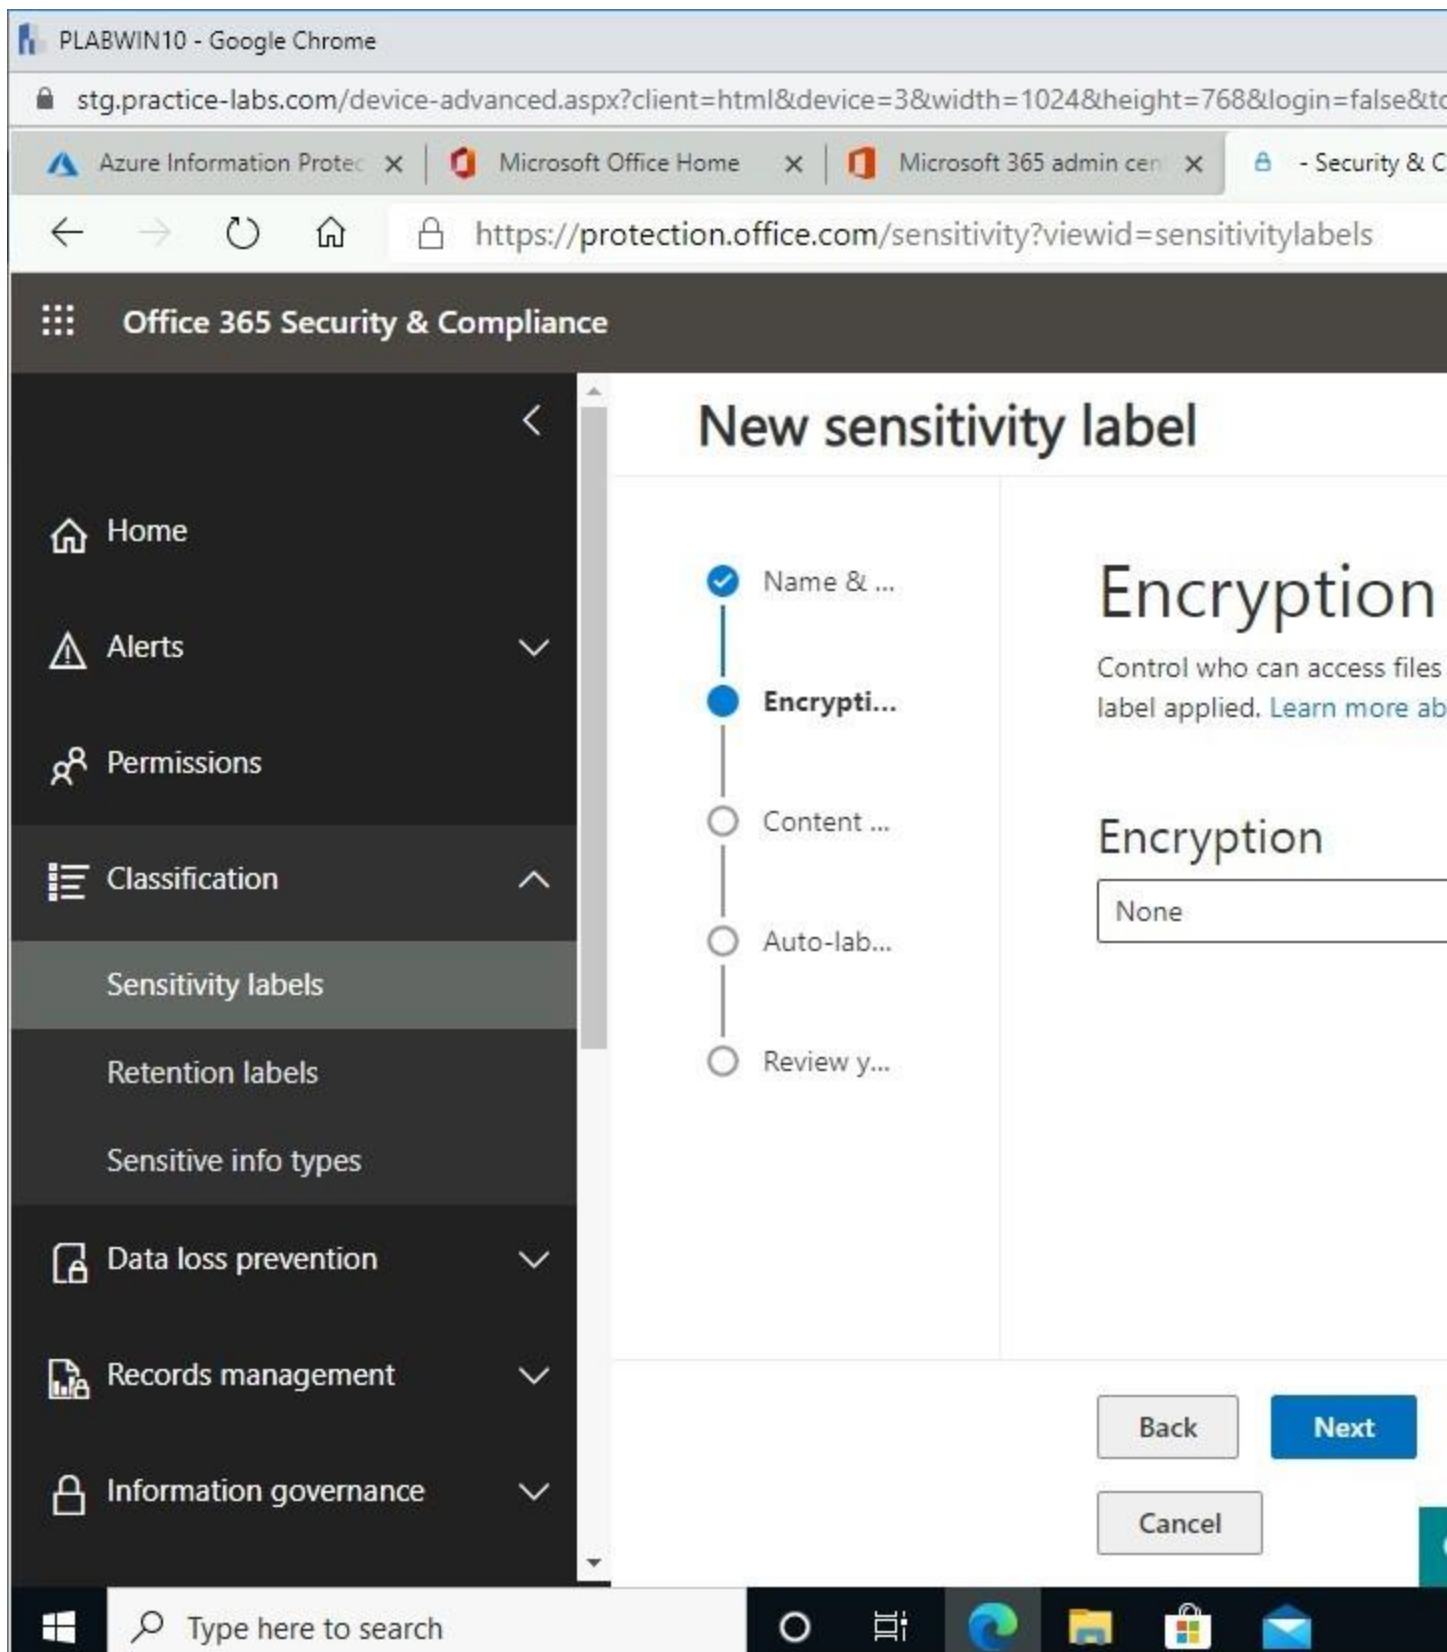 PLABWIN10 - Google Chrome
stg.practice-labs.com/device-advanced.aspx?client=html&device=3&width=1024&height=768&login=false&to
Azure Information Protec
Microsoft Office Home
Microsoft 365 admin cen
- Security & C
https://protection.office.com/sensitivity?viewid=sensitivitylabels
Office 365 Security & Compliance
New sensitivity label
Home
Alerts
Permissions
Classification
Sensitivity labels
Retention labels
Sensitive info types
Data loss prevention
Records management
Information governance
Name & ...
Encrypti...
Content ...
Auto-lab...
Review y...
Encryption
Control who can access files
label applied. Learn more ab
Encryption
None
Back
Next
Cancel
Type here to search